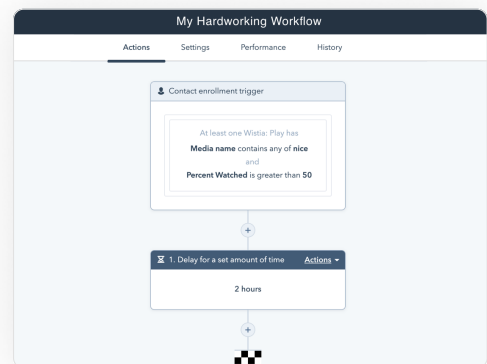 My Hardworking Workflow
Actions Settings Performance History
Contact enrollment trigger
At least one Wistia: Play has
Media name contains any of nice
and
Percent Watched is greater than 50
+
1. Delay for a set amount of time Actions
2 hours
+